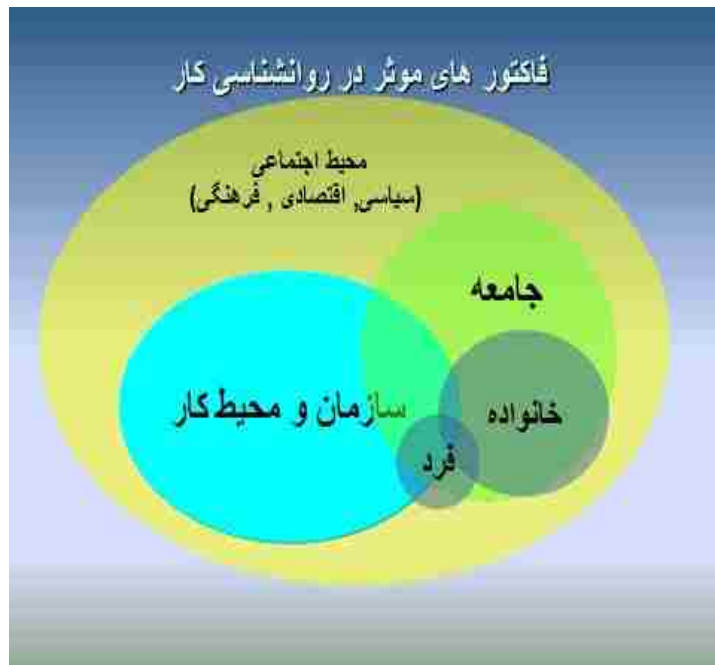 فاکتور های موثر در روانشناسی کار
محیط اجتماعی
(سیاسی, اقتصادی , فرهنگی)
جامعه
سازمان و محیط کار
خانواده
فرد